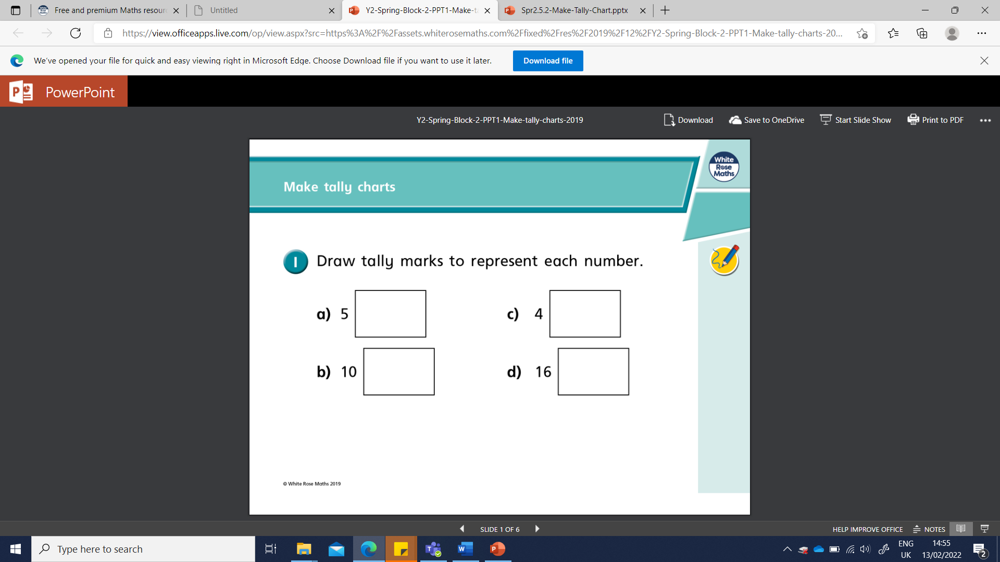 Free and premium Maths resour
Untitled
Y2-Spring-Block-2-PPT1-Make-ta
Spr2.5.2-Make-Tally-Chart.pptx
https://view.officeapps.live.com/op/view.aspx?src=https%3A%2F%2Fassets.whiterosemaths.com%2Ffixed%2Fres%2F2019%2F12%2FY2-Spring-Block-2-PPT1-Make-tally-charts-20...
We've opened your file for quick and easy viewing right in Microsoft Edge. Choose Download file if you want to use it later.
Download file
PowerPoint
Y2-Spring-Block-2-PPT1-Make-tally-charts-2019
Download
Save to OneDrive
Start Slide Show
Print to PDF
White
Rose
Maths
Make tally charts
1 Draw tally marks to represent each number.
a) 5
c) 4
b) 10
d) 16
© White Rose Maths 2019
SLIDE 1 OF 6
HELP IMPROVE OFFICE
NOTES
Type here to search
ENG
UK
14:55
13/02/2022
2